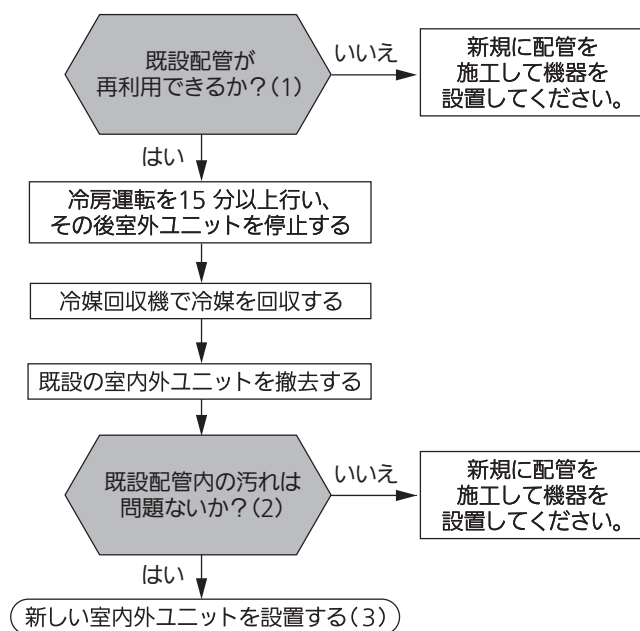 既設配管が
再利用できるか？(1)
いいえ
新規に配管を
施工して機器を
設置してください。
はい
冷房運転を15 分以上行い、
その後室外ユニットを停止する
冷媒回収機で冷媒を回収する
既設の室内外ユニットを撤去する
既設配管内の汚れは
問題ないか？(2)
いいえ
新規に配管を
施工して機器を
設置してください。
はい
新しい室内外ユニットを設置する(3)